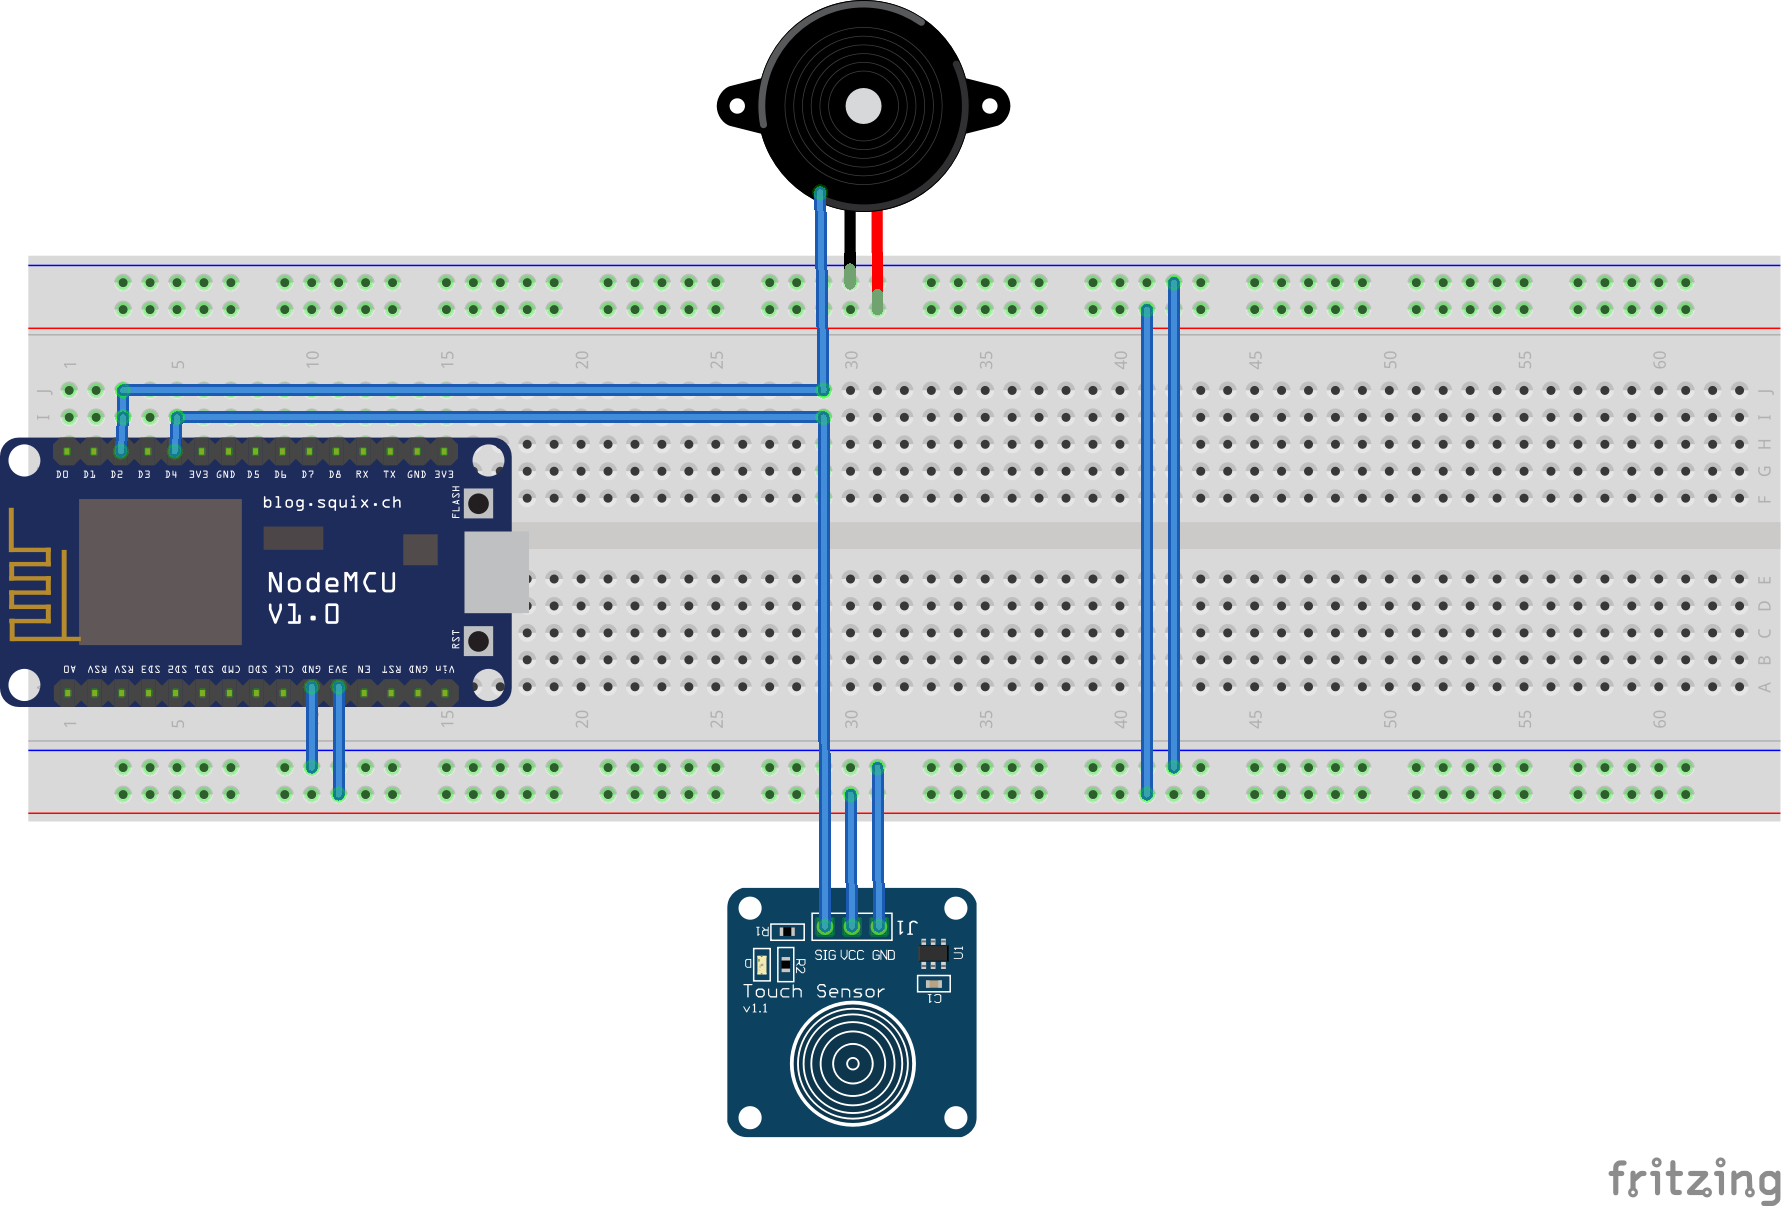 1 5 10 15 20 25 30 35 40 45 50 55 60
J J
I I
H
G
F
D0 D1 D2 D3 D4 3V3 GND D5 D6 D7 D8 RX TX GND 3V3
blog.squix.ch
FLASH
NodeMCU
V1.0
RST
E
D
C
B
A
A0 RSV RSV SD3 SD2 SD1 CMD SD0 CLK GND 3V3 EN RST GND Vin
1 5 15 20 25 30 35 40 45 50 55 60
R1 J1
SIG VCC GND
D R2 U1
Touch Sensor
v1.1
C1
fritzing